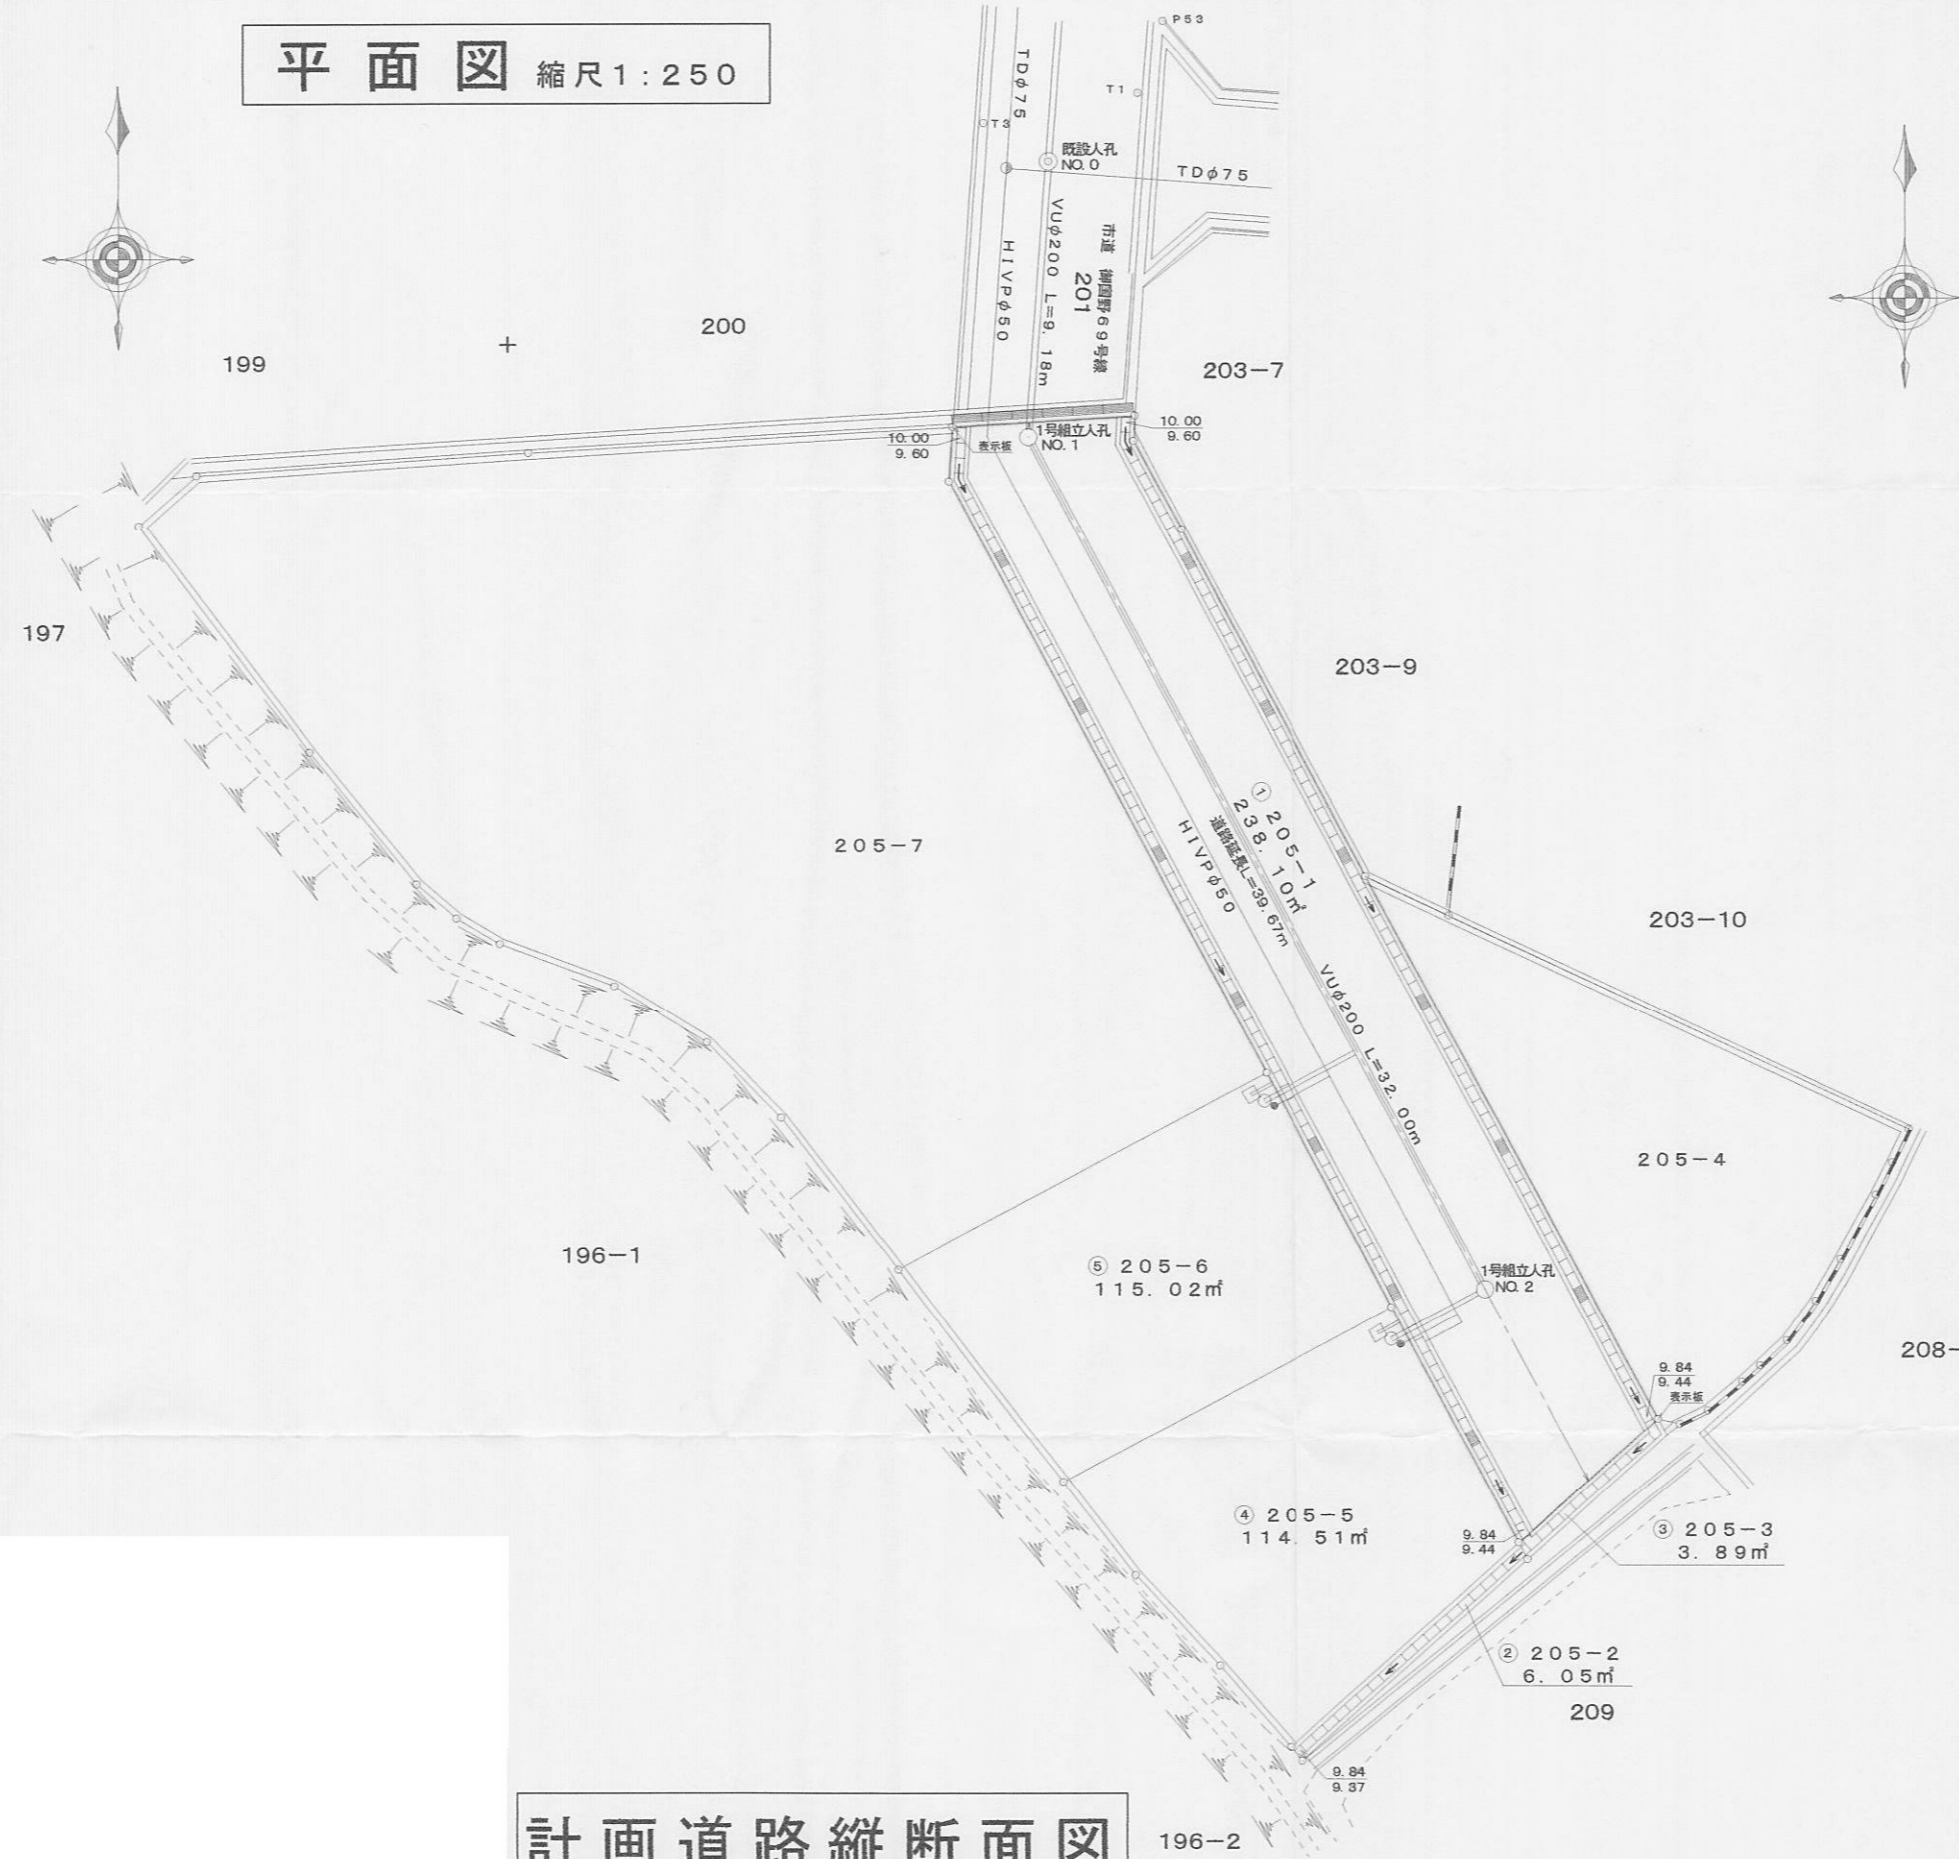 平面図 縮尺1:250
P53
T1
T3
TDφ75
既設人孔
NO.0
TDφ75
HIVPφ50
VUφ200 L=9.18m
市道 御国野69号線
201
199
200
203-7
10.00
9.60
表示板
1号組立人孔
NO.1
10.00
9.60
197
203-9
① 205-1
238.10㎡
道路延長L=39.67m
HIVPφ50
205-7
203-10
VUφ200 L=32.00m
205-4
196-1
⑤ 205-6
115.02㎡
1号組立人孔
NO.2
208-
9.84
9.44
表示板
④ 205-5
114.51㎡
9.84
9.44
③ 205-3
3.89㎡
② 205-2
6.05㎡
209
9.84
9.37
計画道路縦断面図
196-2